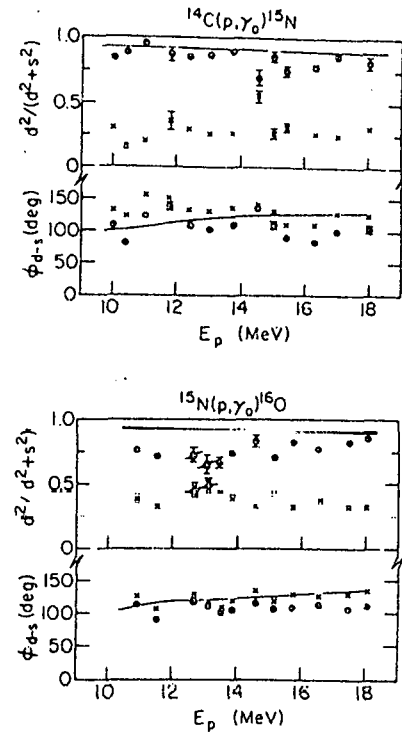 ¹⁴C(p,γ₀)¹⁵N
d²/(d²+s²)
1.0
0.5
0
φd-s(deg)
150
100
50
0
10 12 14 16 18
Ep (MeV)
¹⁵N(p,γ₀)¹⁶O
d²/d²+s²)
1.0
0.5
0
φd-s(deg)
150
100
50
0
10 12 14 16 18
Ep (MeV)